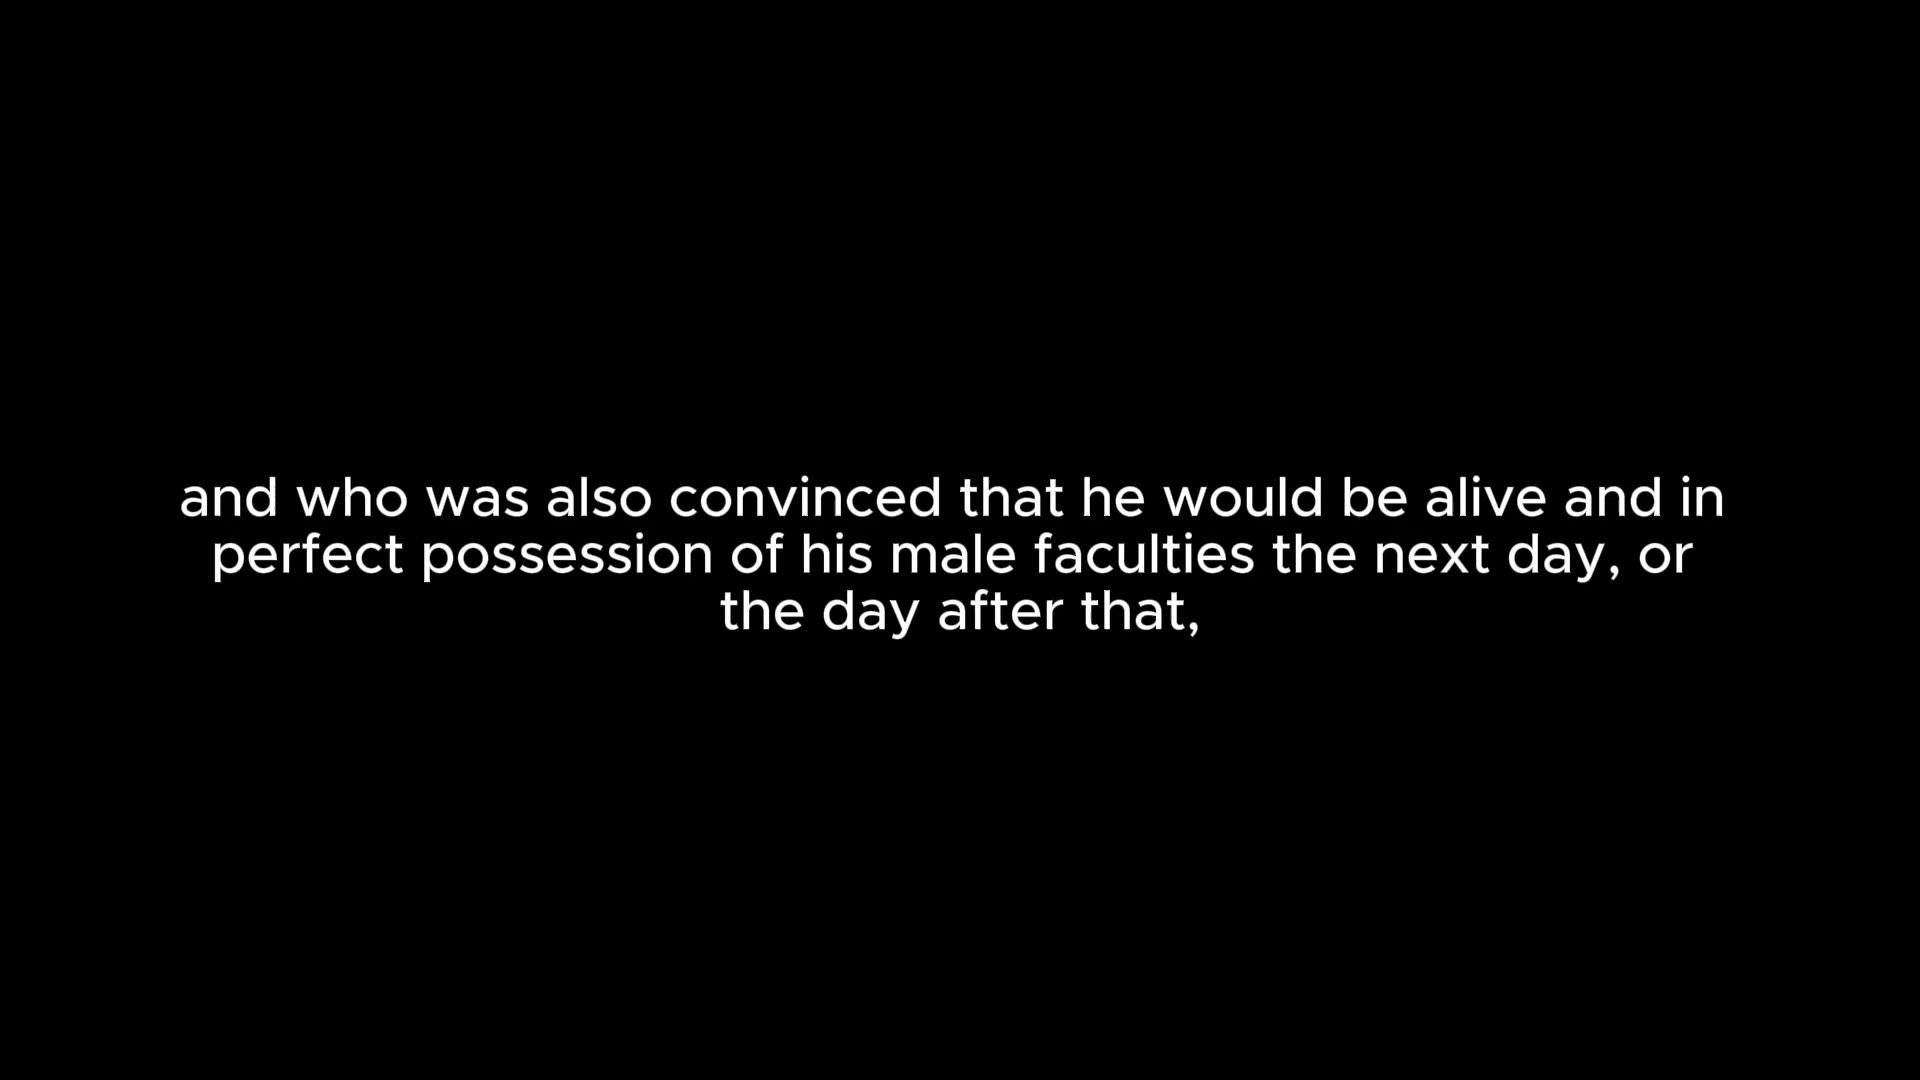 and who was also convinced that he would be alive and in
perfect possession of his male faculties the next day, or
the day after that,